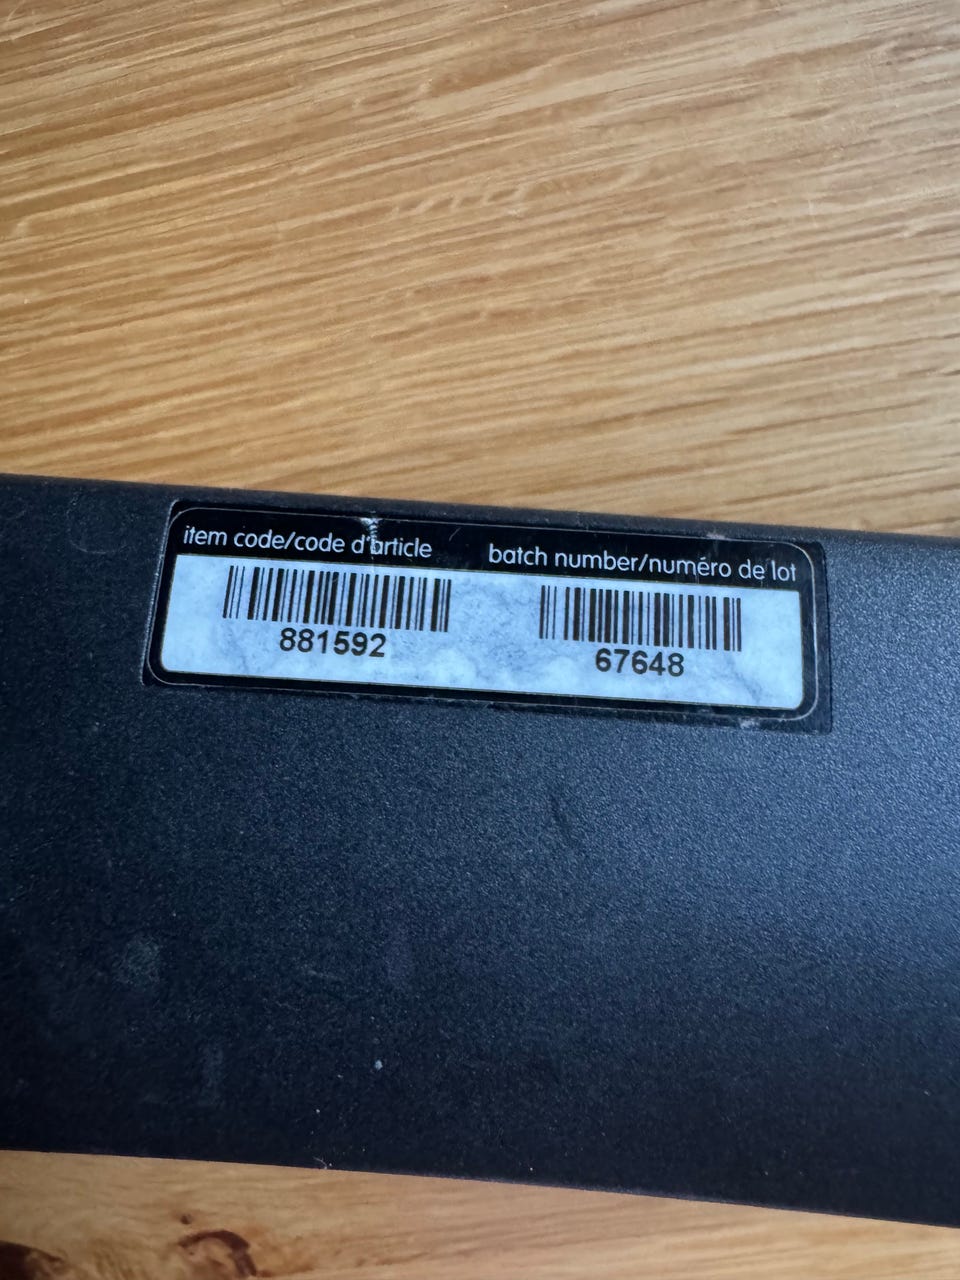 item code/code d'article batch number/numéro de lot
881592 67648